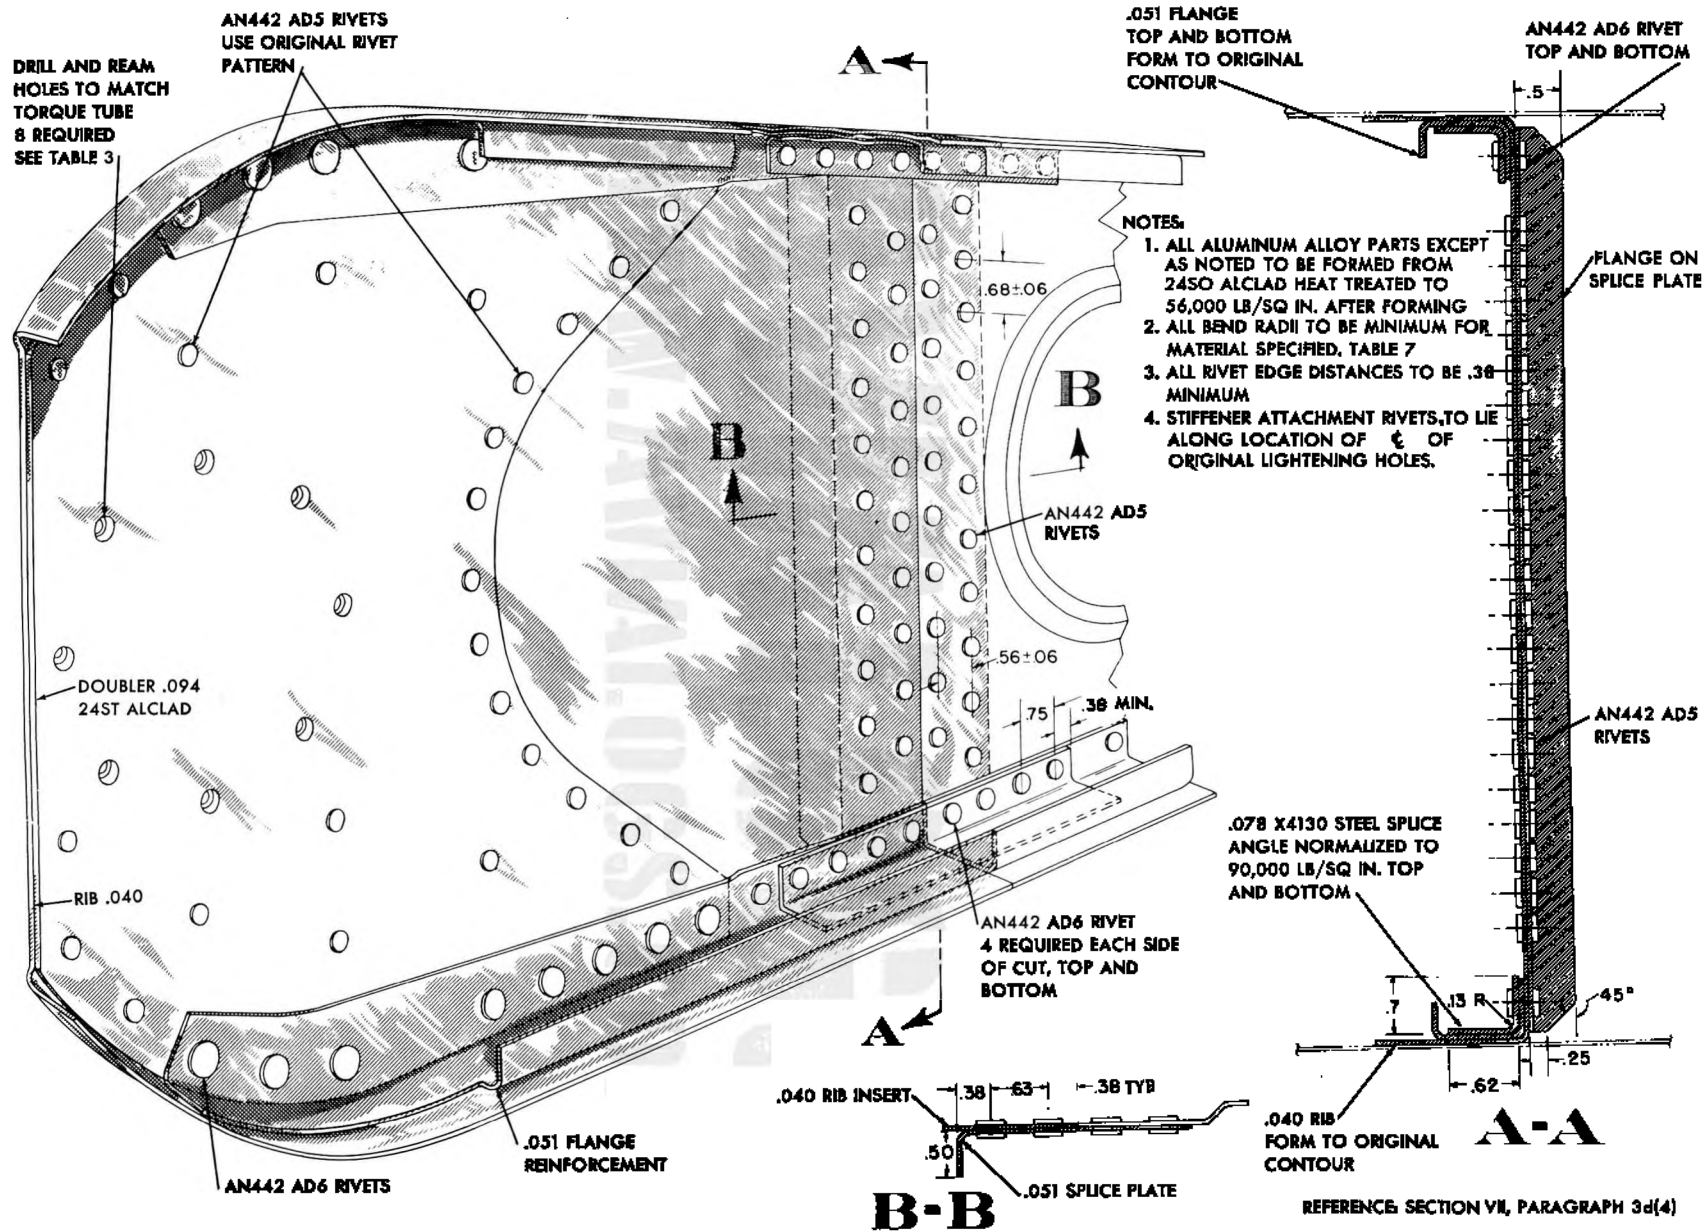 AN442 AD5 RIVETS
USE ORIGINAL RIVET
PATTERN
DRILL AND REAM
HOLES TO MATCH
TORQUE TUBE
8 REQUIRED
SEE TABLE 3
A
.051 FLANGE
TOP AND BOTTOM
FORM TO ORIGINAL
CONTOUR
AN442 AD6 RIVET
TOP AND BOTTOM
.5
NOTES:
1. ALL ALUMINUM ALLOY PARTS EXCEPT
AS NOTED TO BE FORMED FROM
24SO ALCLAD HEAT TREATED TO
56,000 LB/SQ IN. AFTER FORMING
2. ALL BEND RADII TO BE MINIMUM FOR
MATERIAL SPECIFIED, TABLE 7
3. ALL RIVET EDGE DISTANCES TO BE .38
MINIMUM
4. STIFFENER ATTACHMENT RIVETS, TO LIE
ALONG LOCATION OF ℄ OF
ORIGINAL LIGHTENING HOLES.
FLANGE ON
SPLICE PLATE
.68±.06
B
B
AN442 AD5
RIVETS
.56±06
.75
.38 MIN.
DOUBLER .094
24ST ALCLAD
RIB .040
AN442 AD5
RIVETS
.078 X4130 STEEL SPLICE
ANGLE NORMALIZED TO
90,000 LB/SQ IN. TOP
AND BOTTOM
AN442 AD6 RIVET
4 REQUIRED EACH SIDE
OF CUT, TOP AND
BOTTOM
A
.7
.13 R
45°
.25
.62
A-A
.040 RIB
FORM TO ORIGINAL
CONTOUR
.040 RIB INSERT
.38
.63
.38 TYP
.50
.051 SPLICE PLATE
B-B
.051 FLANGE
REINFORCEMENT
AN442 AD6 RIVETS
REFERENCE: SECTION VII, PARAGRAPH 3d(4)